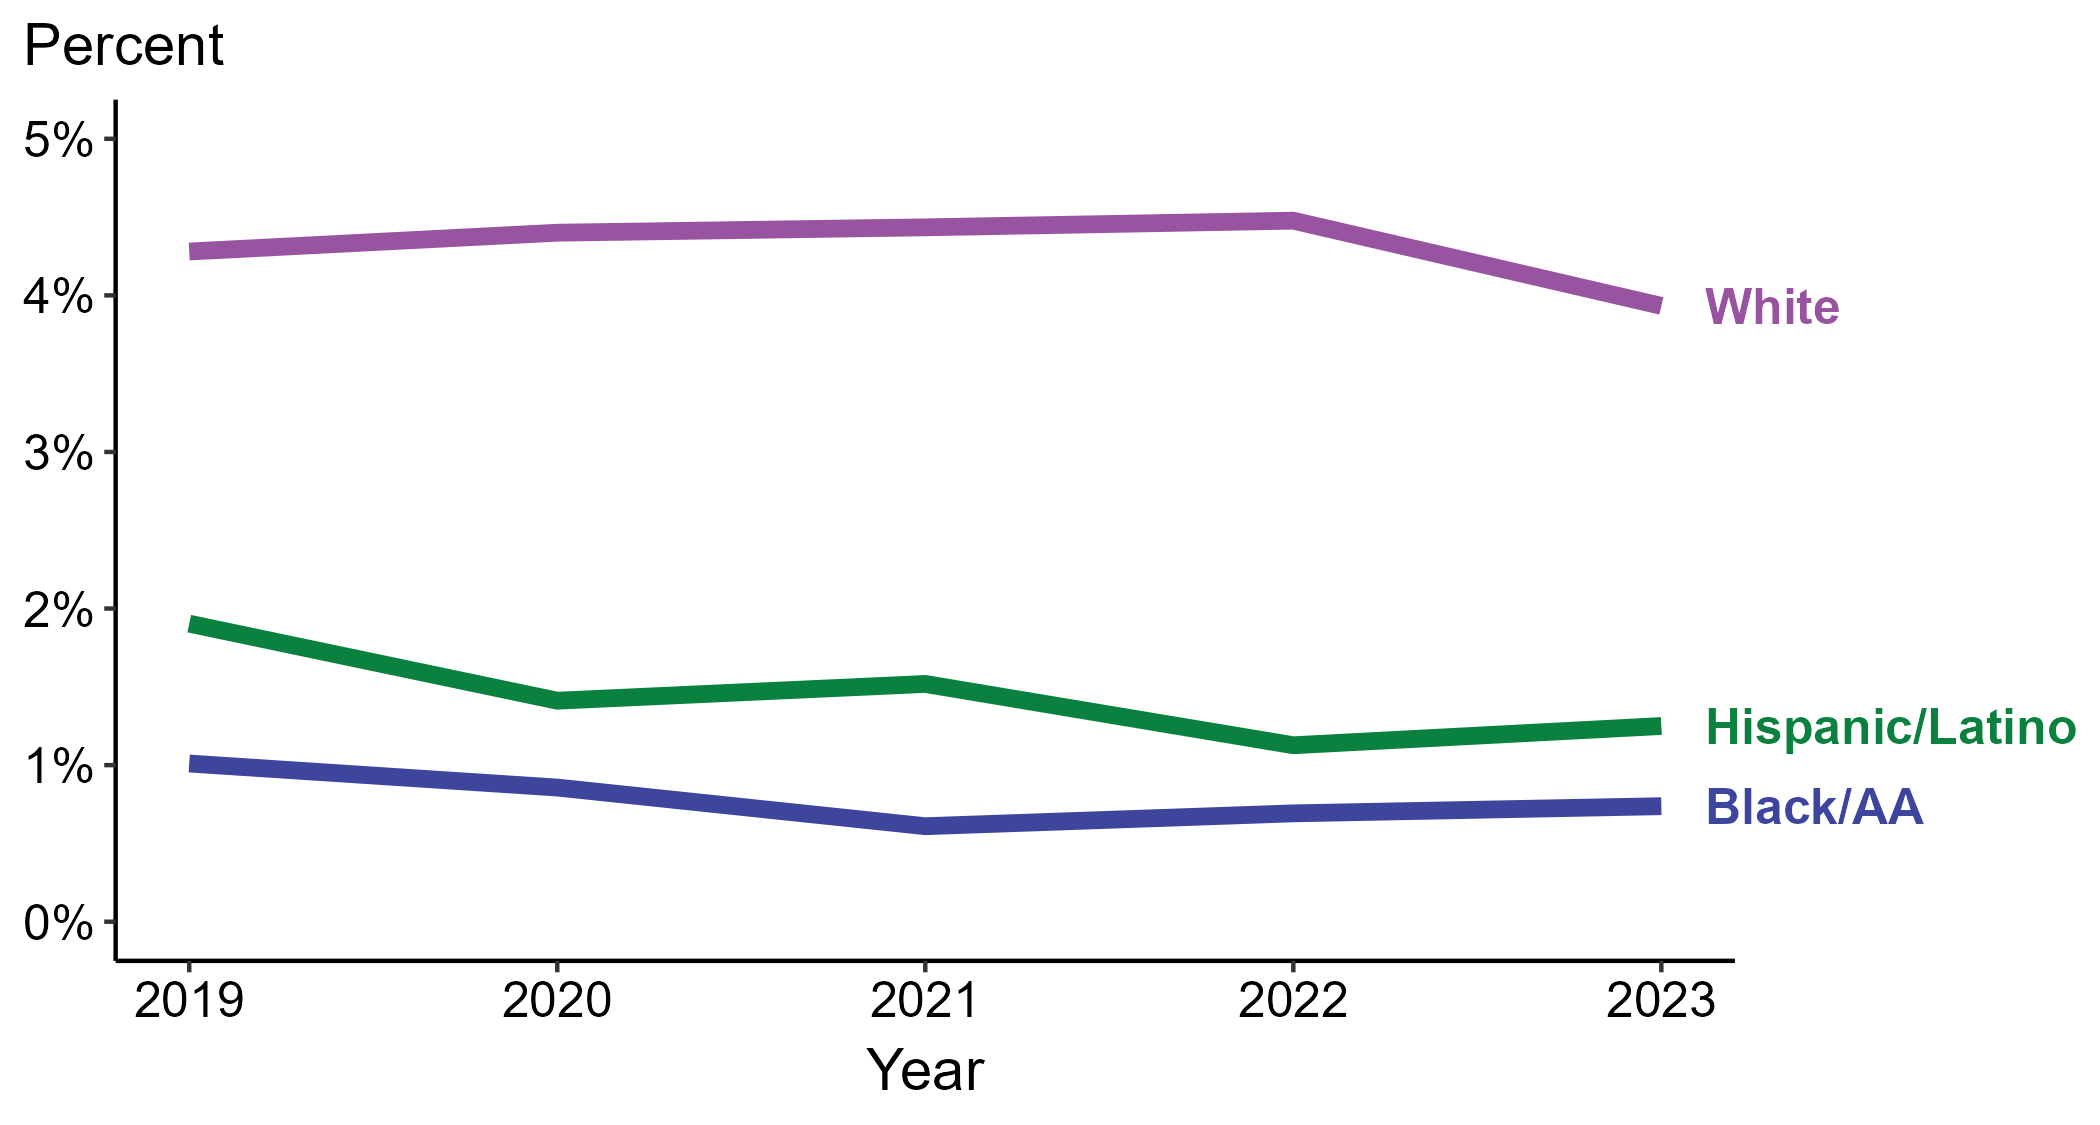 Percent
5%
4%
3%
2%
1%
0%
White
Hispanic/Latino
Black/AA
2019 2020 2021 2022 2023
Year